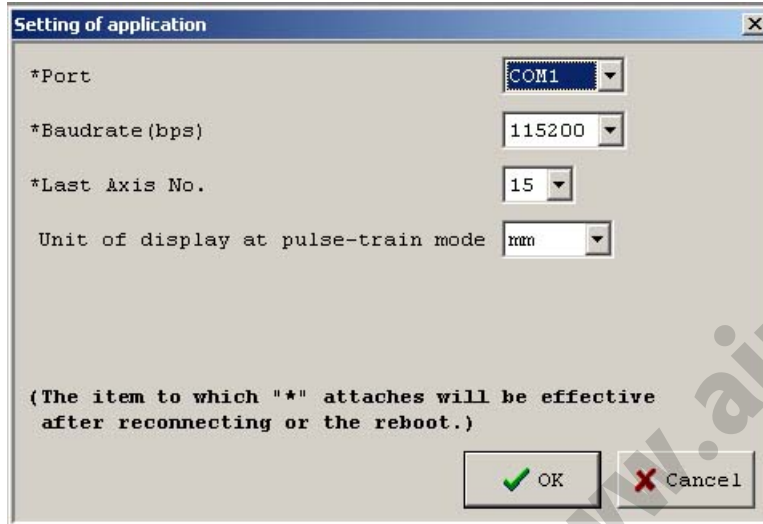 Setting of application
*Port COM1
*Baudrate(bps) 115200
*Last Axis No. 15
Unit of display at pulse-train mode mm
(The item to which "*" attaches will be effective
after reconnecting or the reboot.)
OK Cancel